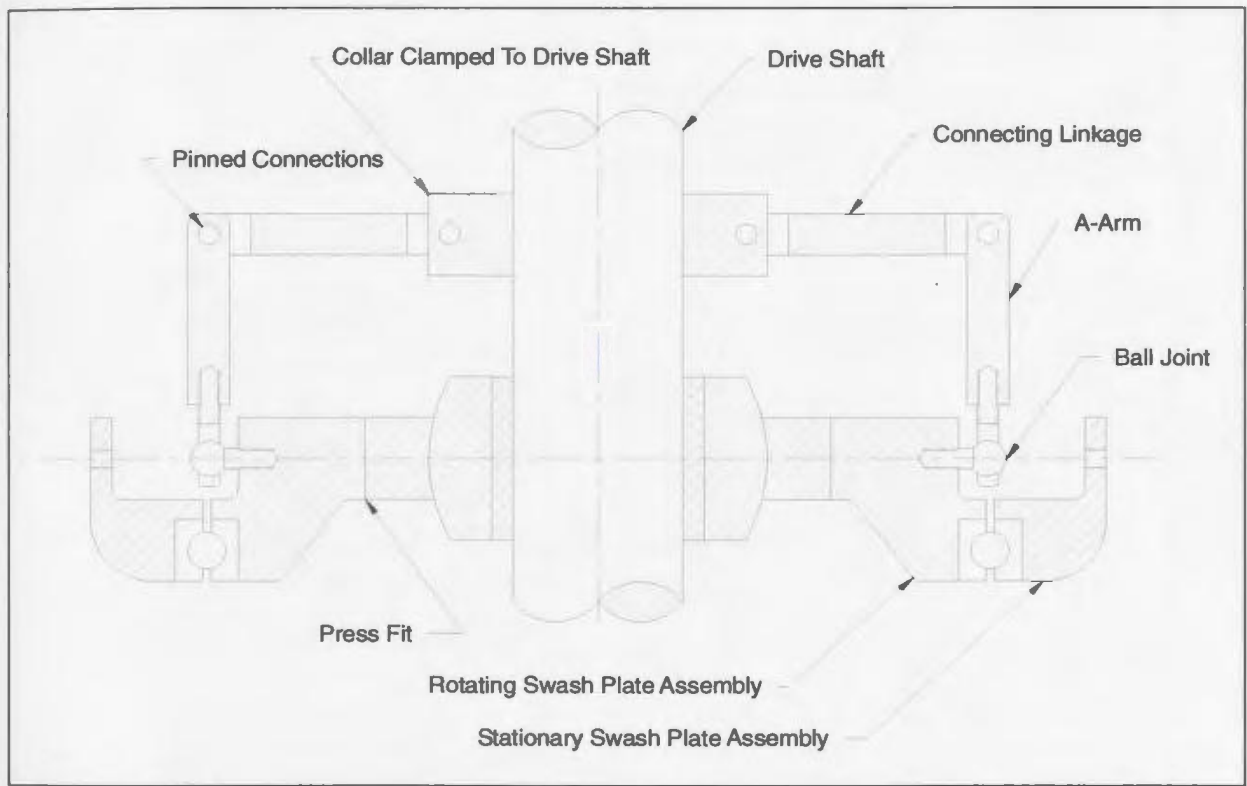 Collar Clamped To Drive Shaft
Drive Shaft
Pinned Connections
Connecting Linkage
A-Arm
Ball Joint
Press Fit
Rotating Swash Plate Assembly
Stationary Swash Plate Assembly